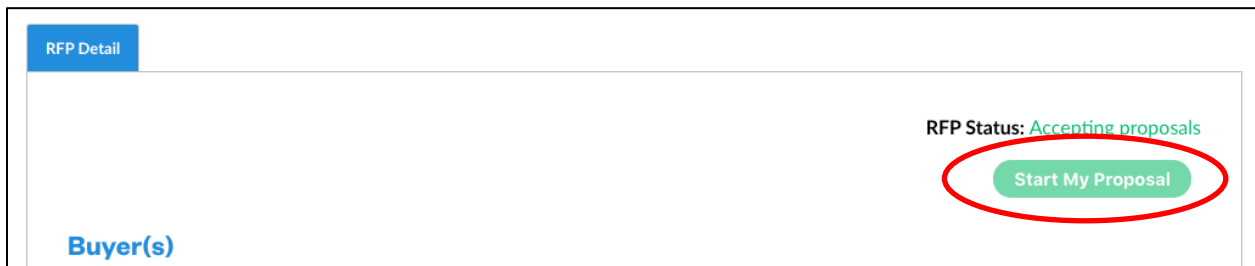 RFP Detail
RFP Status: Accepting proposals
Start My Proposal
Buyer(s)